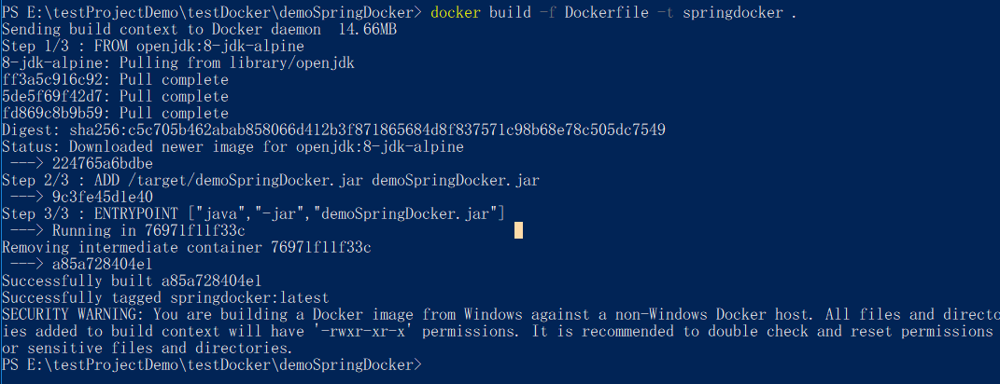 PS E:\testProjectDemo\testDocker\demoSpringDocker> docker build -f Dockerfile -t springdocker .
Sending build context to Docker daemon  14.66MB
Step 1/3 : FROM openjdk:8-jdk-alpine
8-jdk-alpine: Pulling from library/openjdk
ff3a5c916c92: Pull complete
5de5f69f42d7: Pull complete
fd869c8b9b59: Pull complete
Digest: sha256:c5c705b462abab858066d412b3f871865684d8f837571c98b68e78c505dc7549
Status: Downloaded newer image for openjdk:8-jdk-alpine
 ---> 224765a6bdbe
Step 2/3 : ADD /target/demoSpringDocker.jar demoSpringDocker.jar
 ---> 9c3fe45d1e40
Step 3/3 : ENTRYPOINT ["java","-jar","demoSpringDocker.jar"]
 ---> Running in 76971f11f33c
Removing intermediate container 76971f11f33c
 ---> a85a728404e1
Successfully built a85a728404e1
Successfully tagged springdocker:latest
SECURITY WARNING: You are building a Docker image from Windows against a non-Windows Docker host. All files and directo
ies added to build context will have '-rwxr-xr-x' permissions. It is recommended to double check and reset permissions
or sensitive files and directories.
PS E:\testProjectDemo\testDocker\demoSpringDocker>